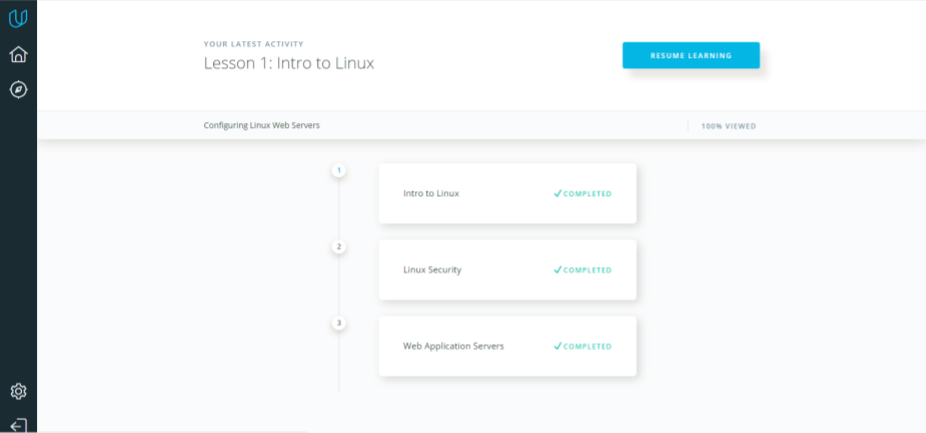 YOUR LATEST ACTIVITY
Lesson 1: Intro to Linux
RESUME LEARNING
Configuring Linux Web Servers
100% VIEWED
1
Intro to Linux
COMPLETED
2
Linux Security
COMPLETED
3
Web Application Servers
COMPLETED